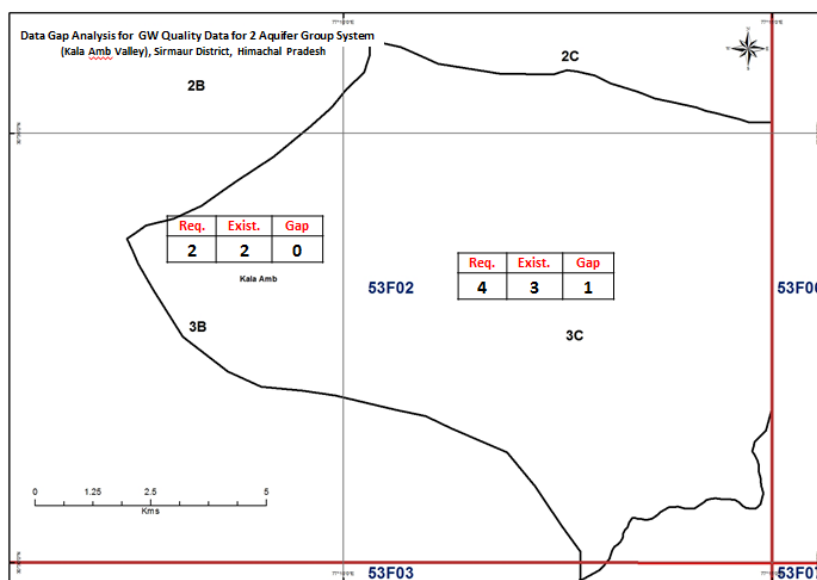 Data Gap Analysis for GW Quality Data for 2 Aquifer Group System
(Kala Amb Valley), Sirmaur District, Himachal Pradesh
2B
2C
Req. Exist. Gap
2 2 0
Kala Amb
Req. Exist. Gap
4 3 1
53F02
53F06
3B
3C
0 1.25 2.5 5
Kms
53F03
53F07